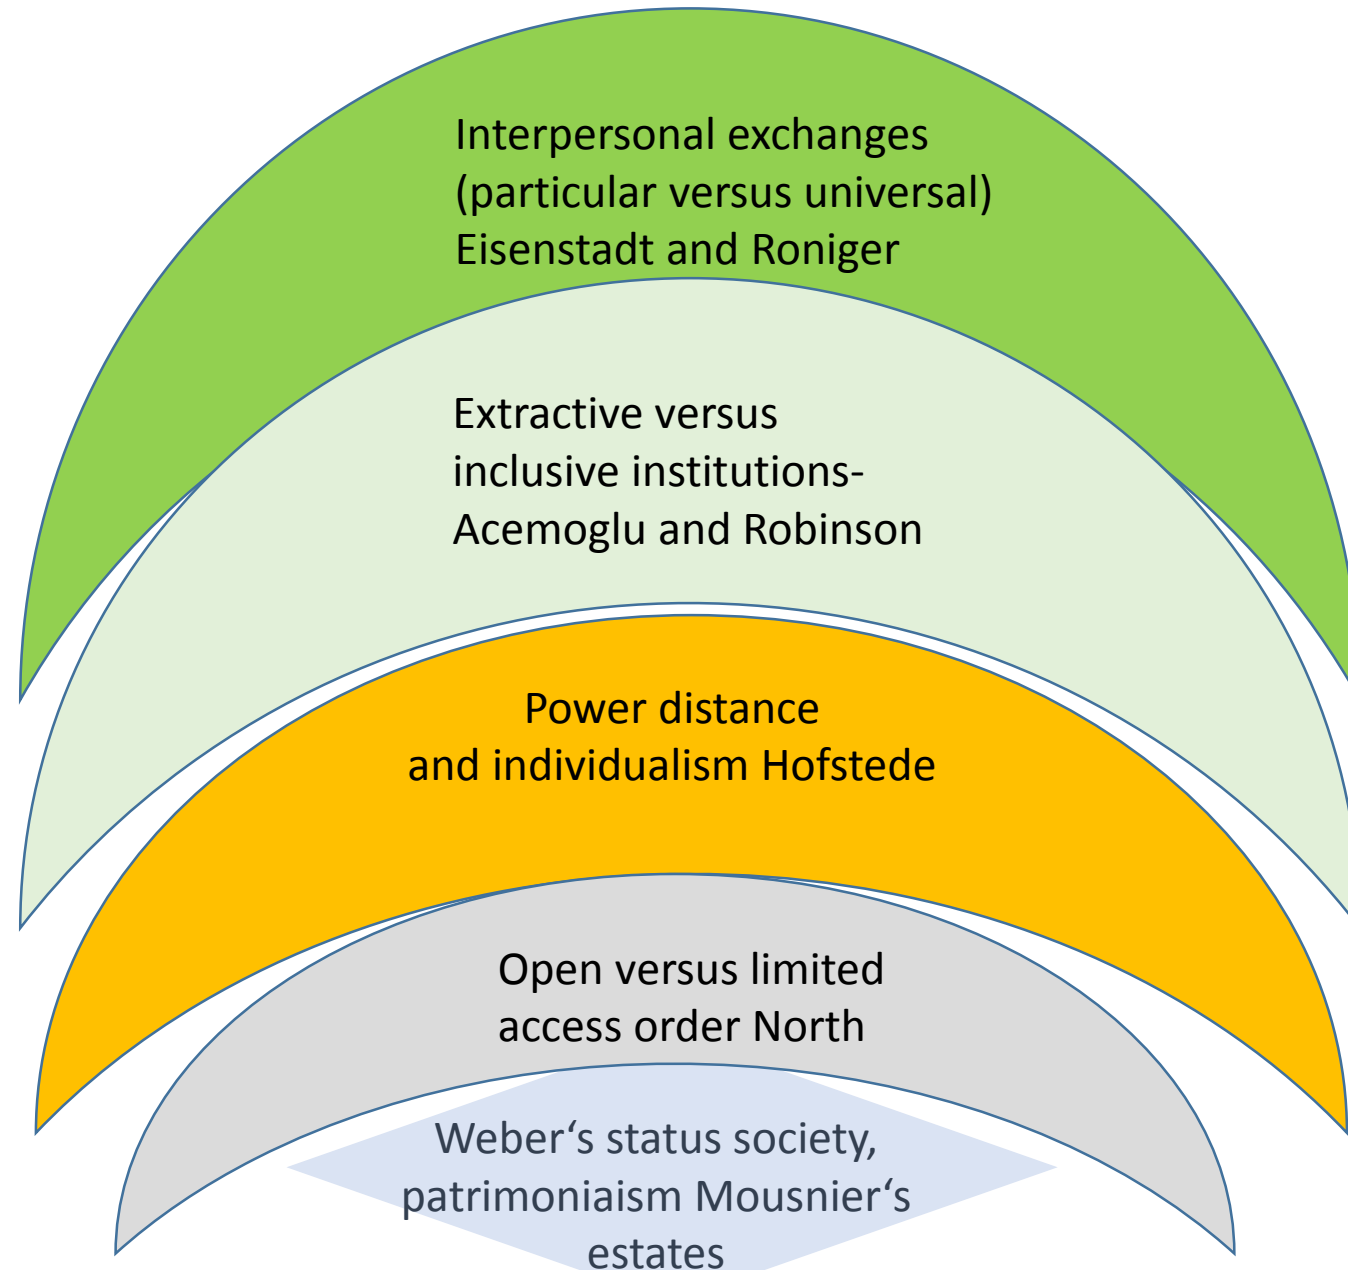 Interpersonal exchanges
(particular versus universal)
Eisenstadt and Roniger
Extractive versus
inclusive institutions-
Acemoglu and Robinson
Power distance
and individualism Hofstede
Open versus limited
access order North
Weber‘s status society,
patrimoniaism Mousnier‘s
estates